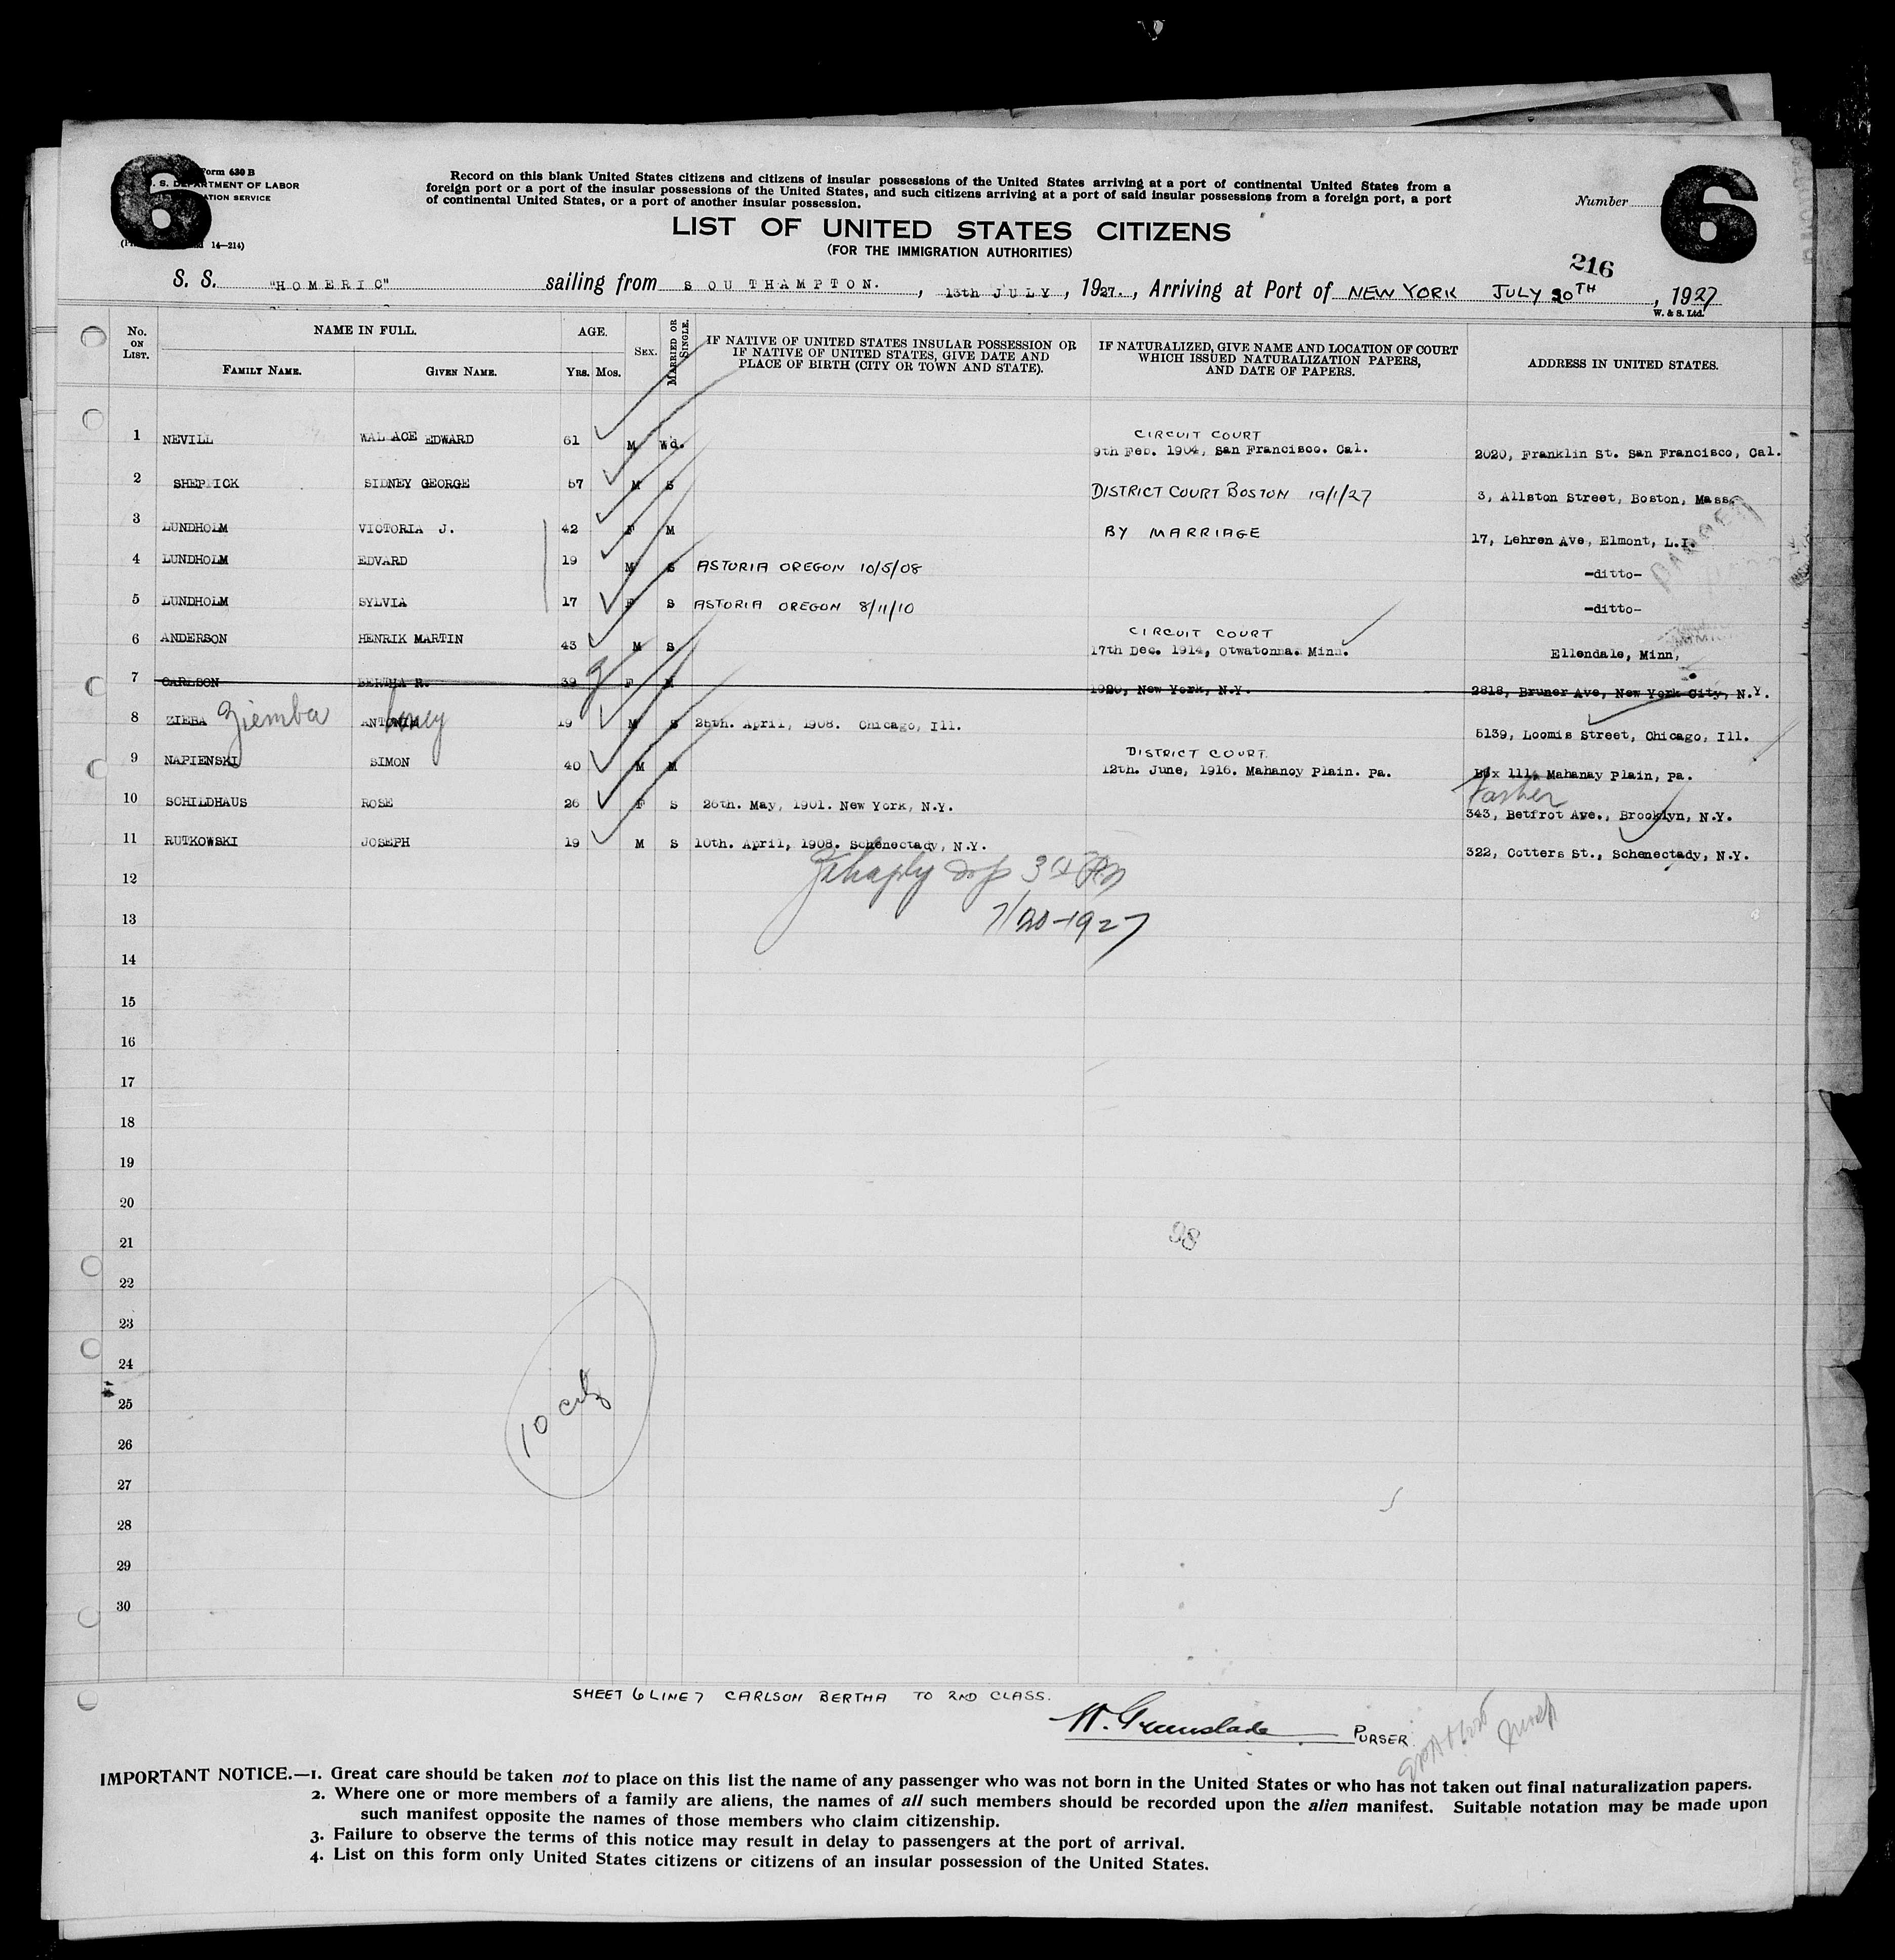 6
Form 630 B
U. S. DEPARTMENT OF LABOR
14—214)
Record on this blank United States citizens and citizens of insular possessions of the United States arriving at a port of continental United States from a
foreign port or a port of the insular possessions of the United States, and such citizens arriving at a port of said insular possessions from a foreign port, a port
of continental United States, or a port of another insular possession.
LIST OF UNITED STATES CITIZENS
(FOR THE IMMIGRATION AUTHORITIES)
Number
6
216
S. S. "HOMERIC" sailing from SOUTHAMPTON. , 13th JULY , 1927. , Arriving at Port of NEW YORK JULY 20TH , 1927
W. & S. Ltd.
No. ON LIST. NAME IN FULL. AGE. SEX. MARRIED OR SINGLE. IF NATIVE OF UNITED STATES INSULAR POSSESSION OR IF NATIVE OF UNITED STATES, GIVE DATE AND PLACE OF BIRTH (CITY OR TOWN AND STATE). IF NATURALIZED, GIVE NAME AND LOCATION OF COURT WHICH ISSUED NATURALIZATION PAPERS, AND DATE OF PAPERS. ADDRESS IN UNITED STATES.
FAMILY NAME. GIVEN NAME. YRS. MOS.
CIRCUIT COURT
1 NEVILL WALLACE EDWARD 61 M Wd. 9th Feb. 1904, San Francisco. Cal. 2020, Franklin St. San Francisco, Cal.
2 SIDNEY GEORGE 57 M S DISTRICT COURT BOSTON 19/1/27 3, Allston Street, Boston, Mass.
3 LUNDHOLM VICTORIA J. 42 F M BY MARRIAGE 17, Lehren Ave, Elmont, L.I.
4 LUNDHOLM EDVARD 19 M S ASTORIA OREGON 10/5/08 -ditto-
5 LUNDHOLM SYLVIA 17 F S ASTORIA OREGON 8/11/10 -ditto-
CIRCUIT COURT
6 ANDERSON HENRIK MARTIN 43 M S 17th Dec. 1914, Otwatonna. Minn. Ellendale, Minn,
7 CARLSON BERTHA R. 39 F M 1920, New York, N.Y. 2818, Bruner Ave, New York City, N.Y.
8 ZIEBA Ziemba ANTONIA 19 M S 25th. April, 1908. Chicago, Ill. 5139, Loomis Street, Chicago, Ill.
DISTRICT COURT.
9 NAPIENSKI SIMON 40 M M 12th. June, 1916. Mahanoy Plain. Pa. Box 111, Mahanay Plain, Pa.
10 SCHILDHAUS ROSE 26 F S 26th. May, 1901. New York, N.Y. 343, Betfrot Ave., Brooklyn, N.Y.
11 RUTKOWSKI JOSEPH 19 M S 10th. April, 1908. Schenectady, N.Y. 322, Cotters St., Schenectady, N.Y.
12
7/20-1927
13
14
15
16
17
18
19
20
21
98
22
23
24
25
10
26
27
28
29
30
SHEET 6 LINE 7 CARLSON BERTHA TO 2ND CLASS.
W. Greenslade PURSER
IMPORTANT NOTICE.—1. Great care should be taken not to place on this list the name of any passenger who was not born in the United States or who has not taken out final naturalization papers.
2. Where one or more members of a family are aliens, the names of all such members should be recorded upon the alien manifest. Suitable notation may be made upon
such manifest opposite the names of those members who claim citizenship.
3. Failure to observe the terms of this notice may result in delay to passengers at the port of arrival.
4. List on this form only United States citizens or citizens of an insular possession of the United States.